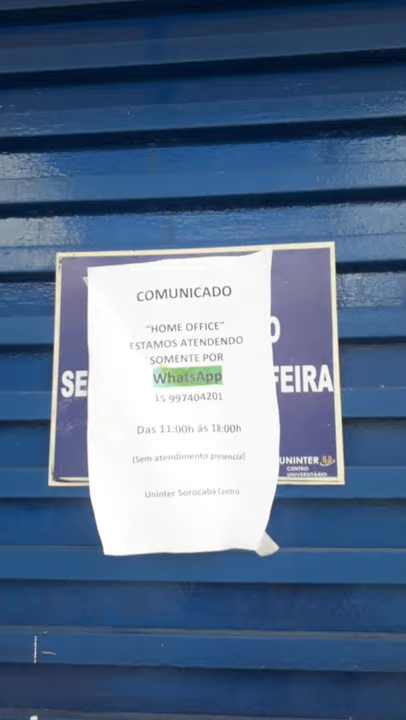 COMUNICADO
"HOME OFFICE"
ESTAMOS ATENDENDO
SOMENTE POR
WhatsApp
15 997404201
Das 11:00h ás 18:00h
(Sem atendimento presencial)
Uninter Sorocaba Centro
O
SE
FEIRA
UNINTER
CENTRO
UNIVERSITÁRIO